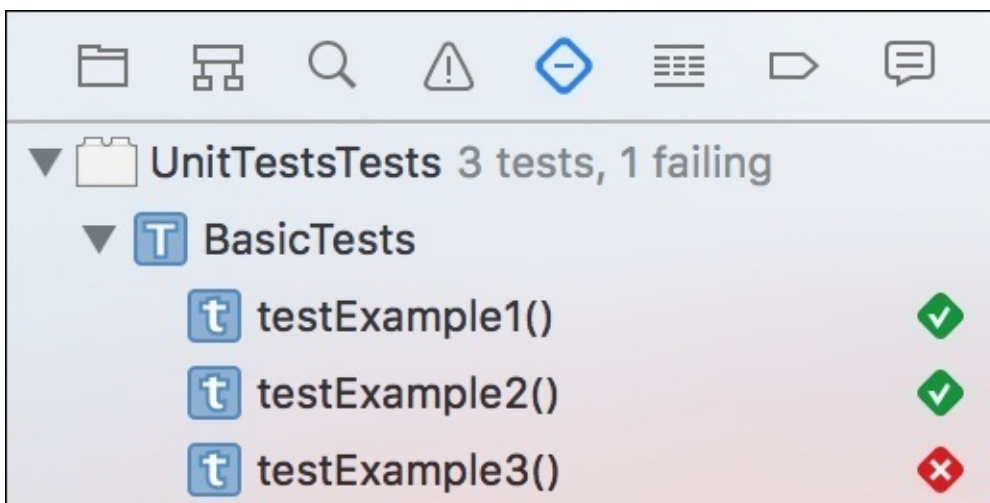 UnitTestsTests 3 tests, 1 failing
T BasicTests
t testExample1()
t testExample2()
t testExample3()